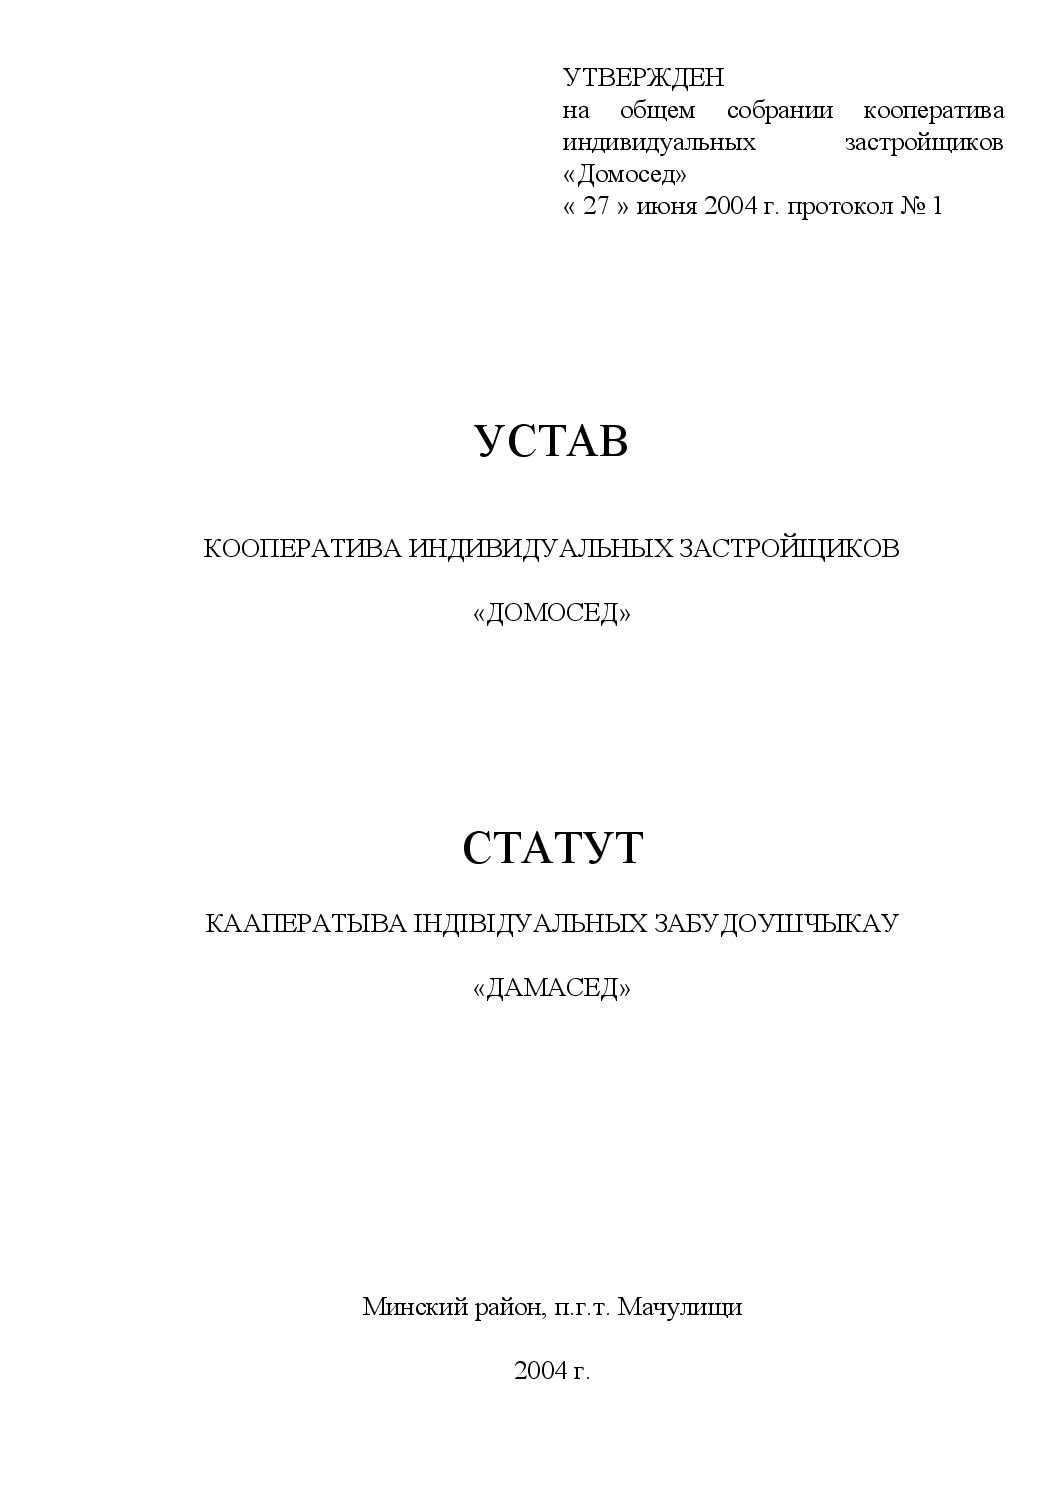 УТВЕРЖДЕН
на общем собрании кооператива
индивидуальных застройщиков
«Домосед»
« 27 » июня 2004 г. протокол № 1
УСТАВ
КООПЕРАТИВА ИНДИВИДУАЛЬНЫХ ЗАСТРОЙЩИКОВ
«ДОМОСЕД»
СТАТУТ
КААПЕРАТЫВА ІНДІВІДУАЛЬНЫХ ЗАБУДОУШЧЫКАУ
«ДАМАСЕД»
Минский район, п.г.т. Мачулищи
2004 г.